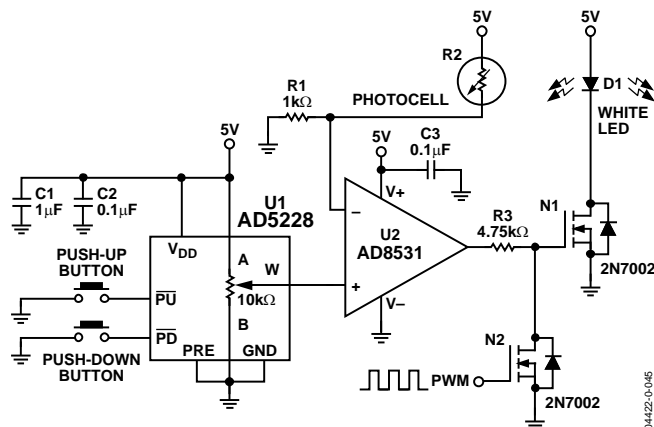 5V
5V
R2
R1
1kΩ
PHOTOCELL
D1
WHITE
LED
5V
5V
C3
0.1µF
C1
1µF
C2
0.1µF
U1
AD5228
V+
–
U2
AD8531
+
V–
R3
4.75kΩ
N1
2N7002
VDD
A
W
10kΩ
B
PUSH-UP
BUTTON
PU
PD
PUSH-DOWN
BUTTON
PRE
GND
N2
PWM
2N7002
04422-0-045